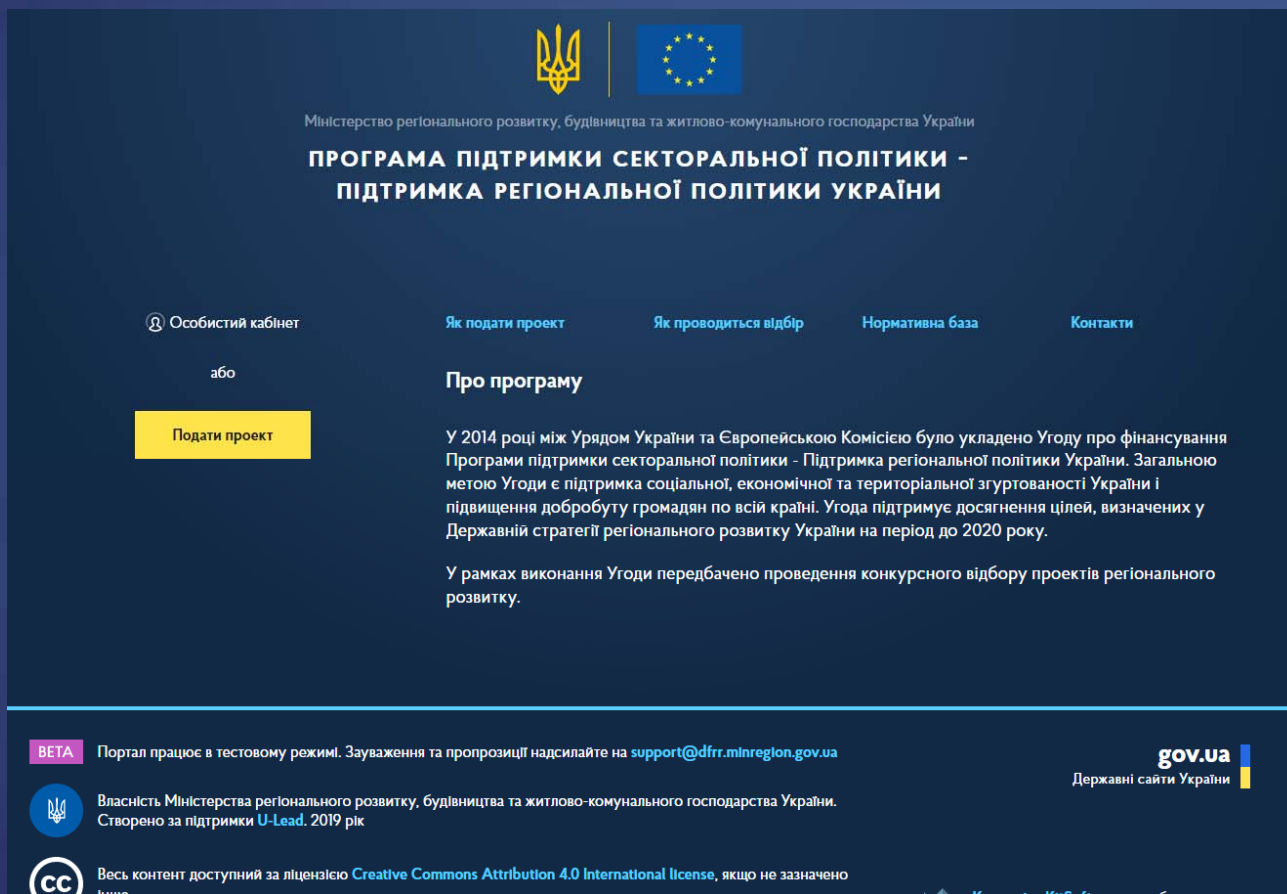 Міністерство регіонального розвитку, будівництва та житлово-комунального господарства України
ПРОГРАМА ПІДТРИМКИ СЕКТОРАЛЬНОЇ ПОЛІТИКИ -
ПІДТРИМКА РЕГІОНАЛЬНОЇ ПОЛІТИКИ УКРАЇНИ
Особистий кабінет
або
Подати проект
Як подати проект
Як проводиться відбір
Нормативна база
Контакти
Про програму
У 2014 році між Урядом України та Європейською Комісією було укладено Угоду про фінансування
Програми підтримки секторальної політики - Підтримка регіональної політики України. Загальною
метою Угоди є підтримка соціальної, економічної та територіальної згуртованості України і
підвищення добробуту громадян по всій країні. Угода підтримує досягнення цілей, визначених у
Державній стратегії регіонального розвитку України на період до 2020 року.
У рамках виконання Угоди передбачено проведення конкурсного відбору проектів регіонального
розвитку.
BETA Портал працює в тестовому режимі. Зауваження та пропрозиції надсилайте на support@dfrr.minregion.gov.ua
gov.ua
Державні сайти України
Власність Міністерства регіонального розвитку, будівництва та житлово-комунального господарства України.
Створено за підтримки U-Lead. 2019 рік
cc
Весь контент доступний за ліцензією Creative Commons Attribution 4.0 International license, якщо не зазначено